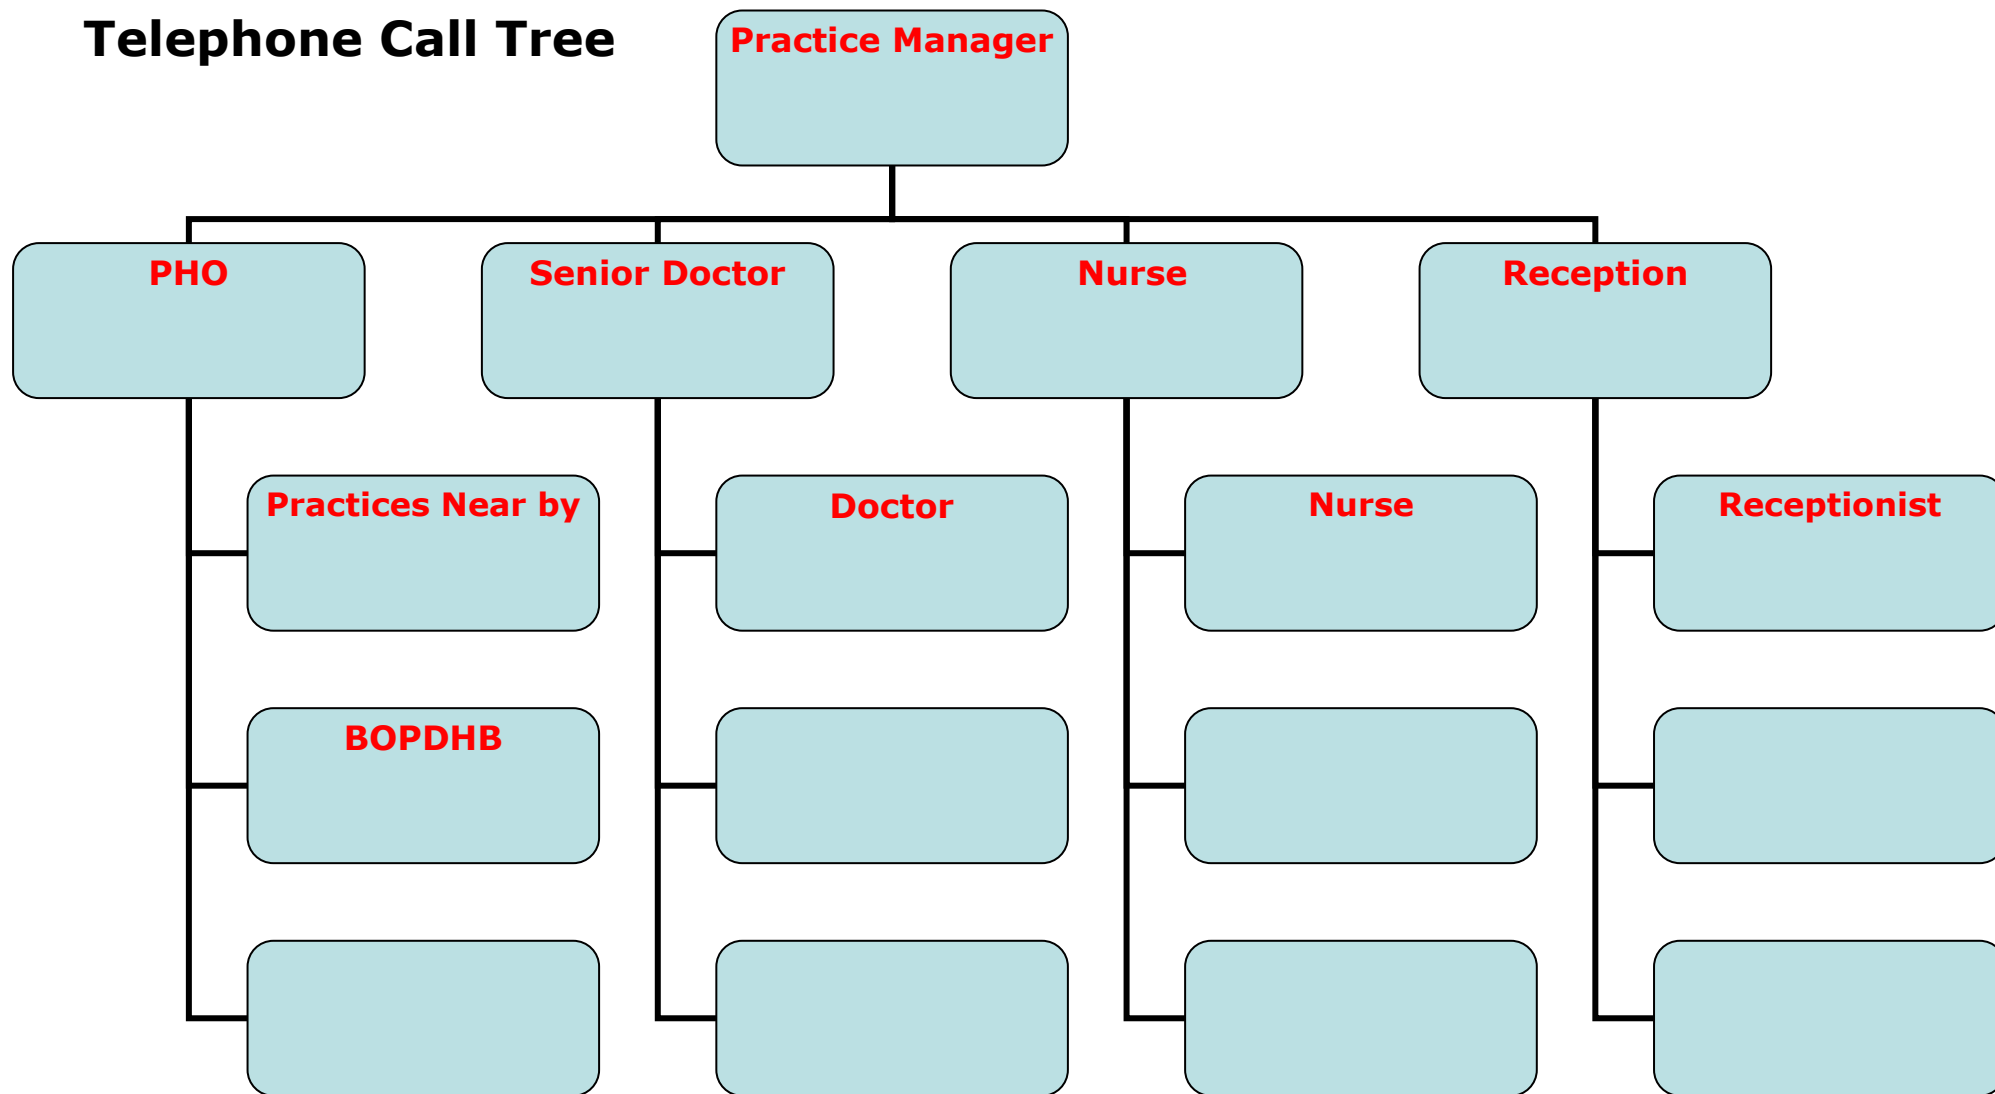 Telephone Call Tree
Practice Manager
PHO
Senior Doctor
Nurse
Reception
Practices Near by
Doctor
Nurse
Receptionist
BOPDHB